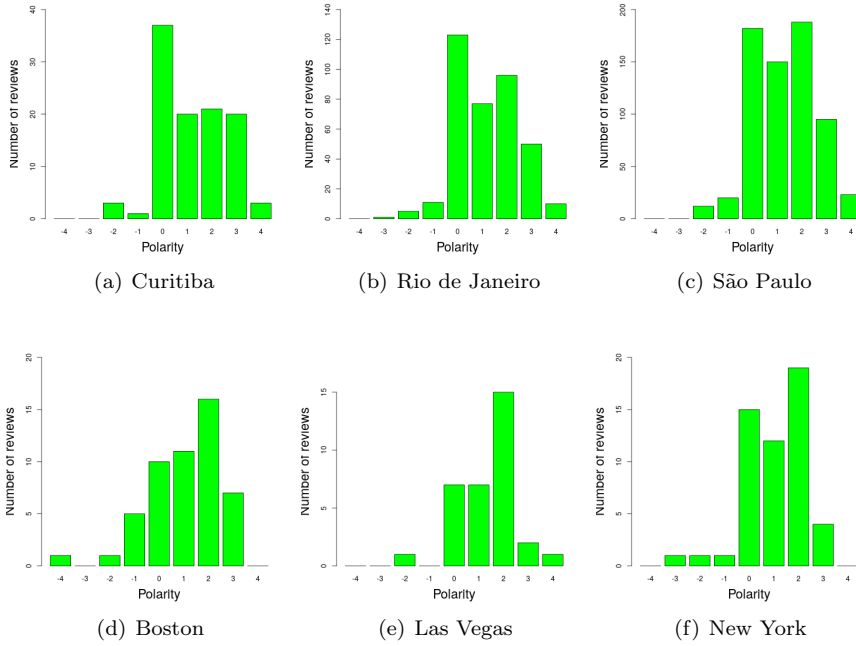 Number of reviews
0 10 20 30 40
-4 -3 -2 -1 0 1 2 3 4
Polarity
(a) Curitiba
Number of reviews
0 20 40 60 80 100 120 140
-4 -3 -2 -1 0 1 2 3 4
Polarity
(b) Rio de Janeiro
Number of reviews
0 50 100 150 200
-4 -3 -2 -1 0 1 2 3 4
Polarity
(c) São Paulo
Number of reviews
0 5 10 15 20
-4 -3 -2 -1 0 1 2 3 4
Polarity
(d) Boston
Number of reviews
0 5 10 15
-4 -3 -2 -1 0 1 2 3 4
Polarity
(e) Las Vegas
Number of reviews
0 5 10 15 20
-4 -3 -2 -1 0 1 2 3 4
Polarity
(f) New York